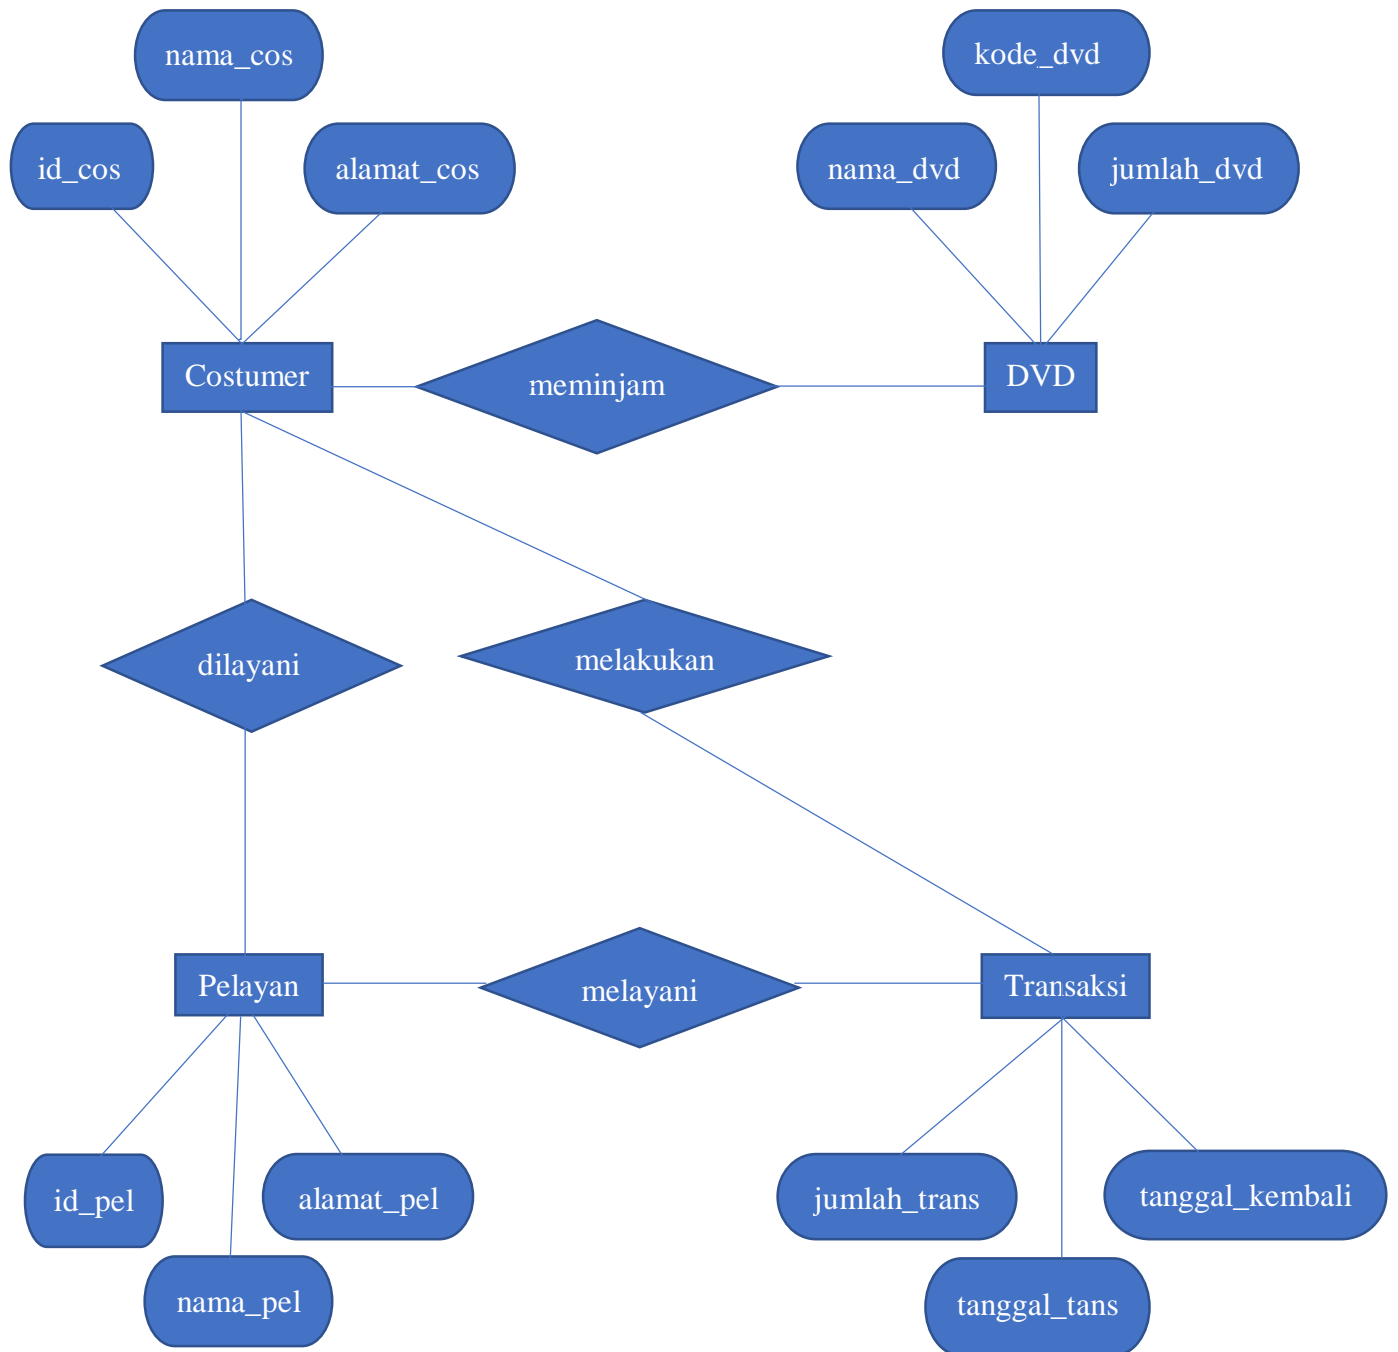 nama_cos
kode_dvd
id_cos
alamat_cos
nama_dvd
jumlah_dvd
Costumer
meminjam
DVD
dilayani
melakukan
Pelayan
melayani
Transaksi
id_pel
alamat_pel
jumlah_trans
tanggal_kembali
nama_pel
tanggal_tans